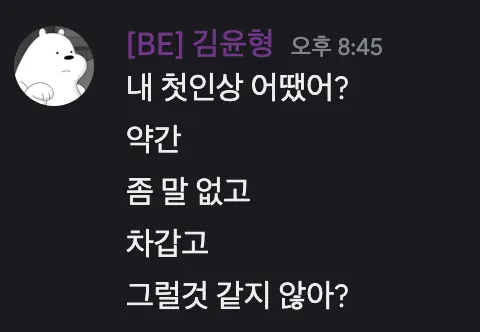 [BE] 김윤형 오후 8:45
내 첫인상 어땠어?
약간
좀 말 없고
차갑고
그럴것 같지 않아?